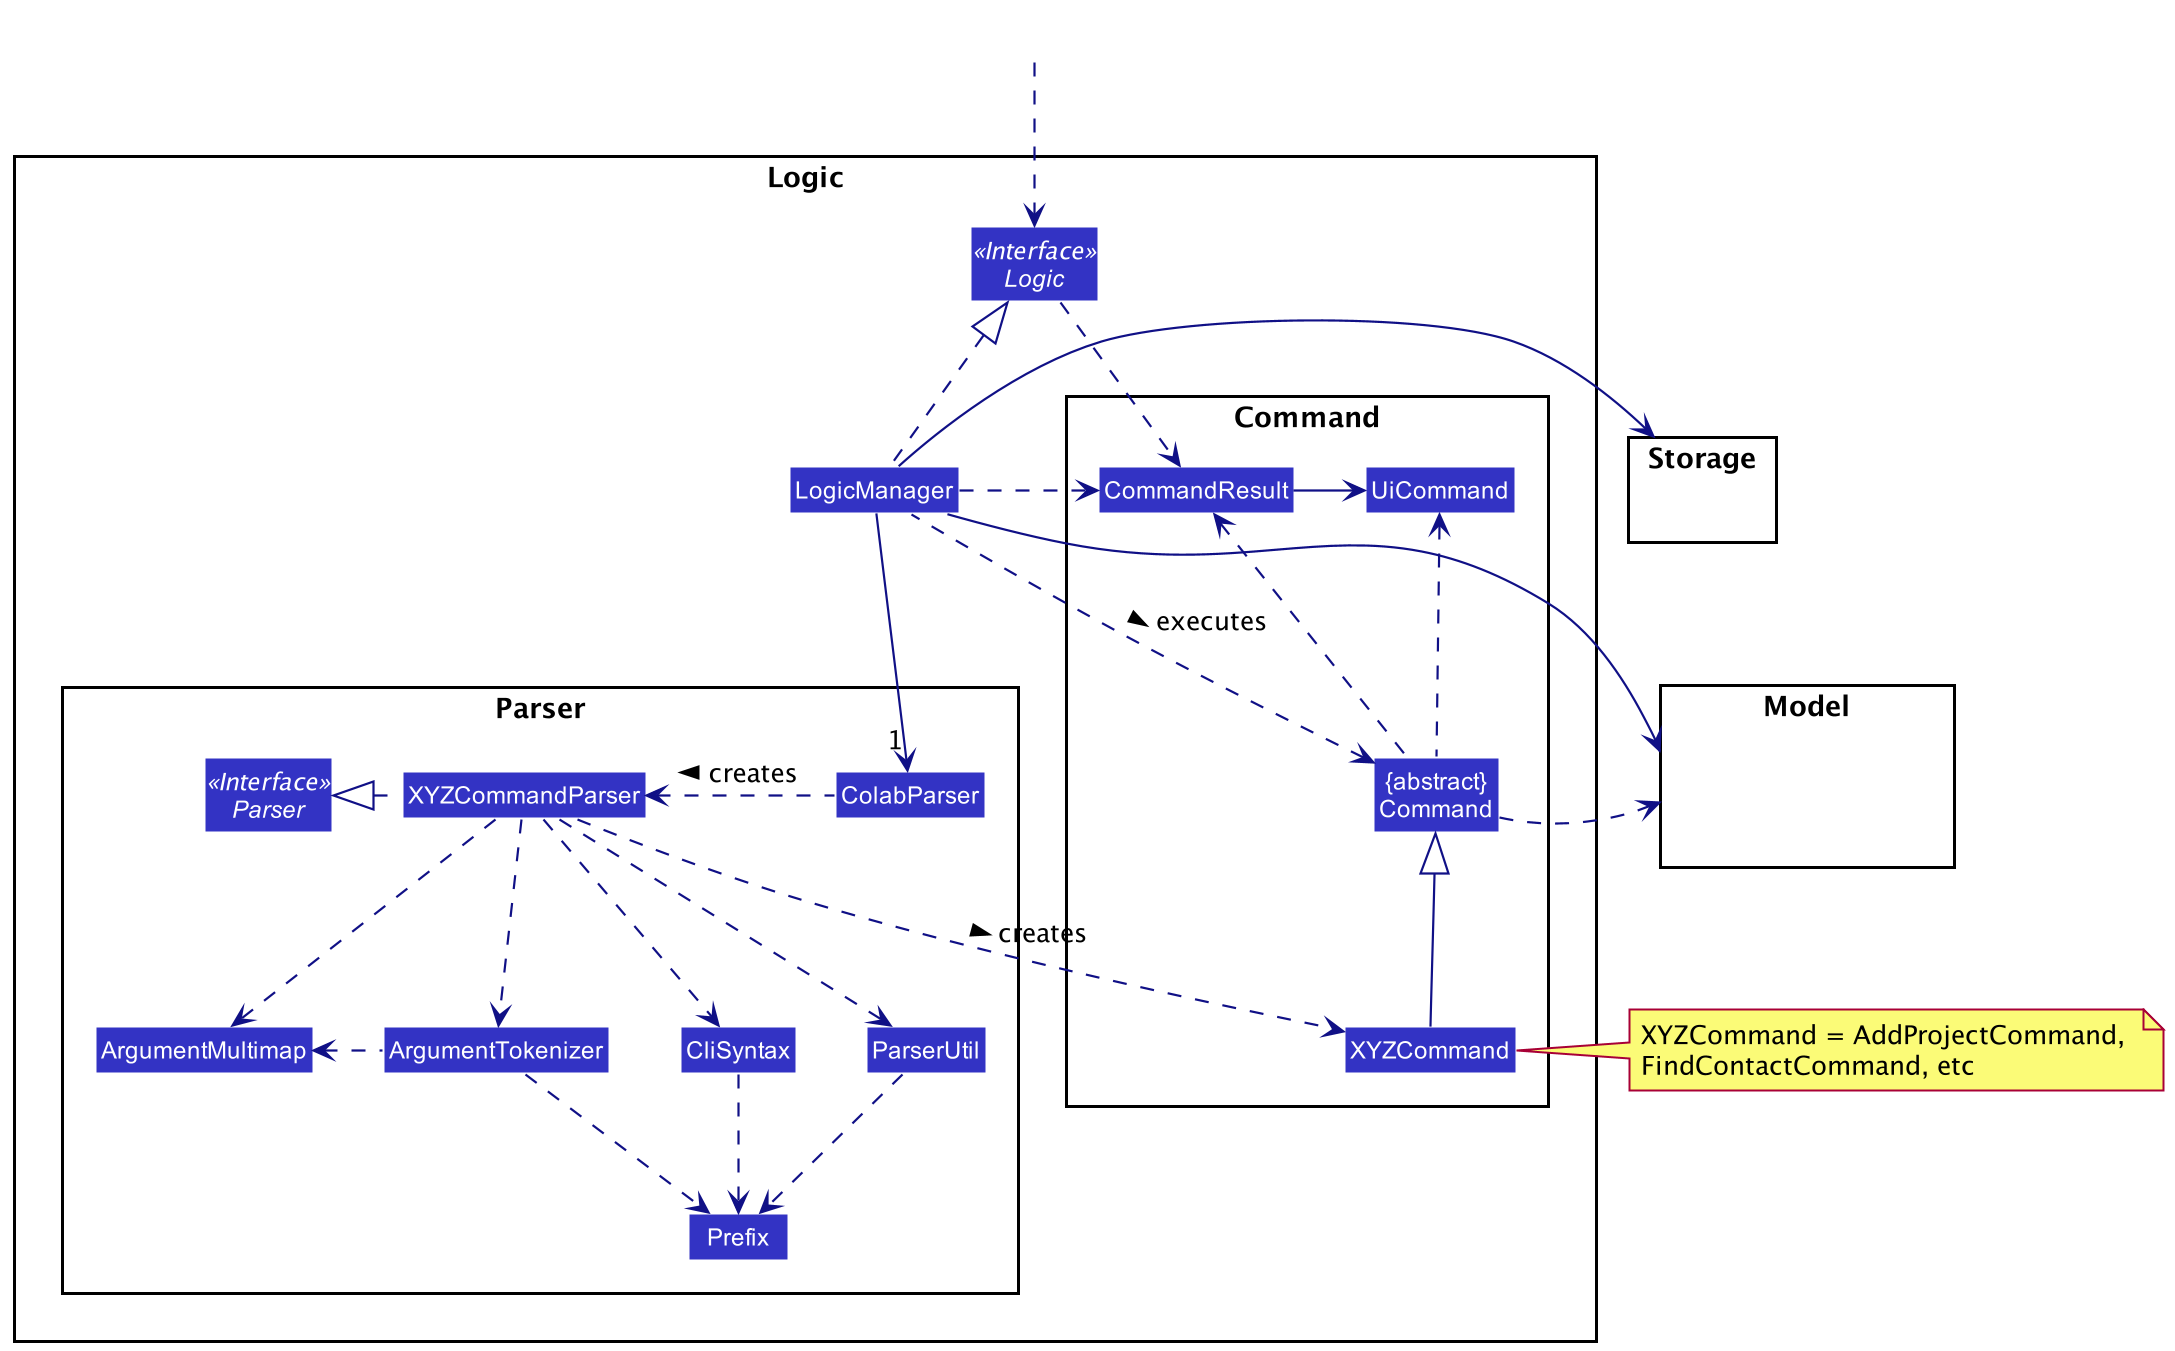 Logic
«Interface»
Logic
Command
Storage
LogicManager
CommandResult
UiCommand
executes
Parser
Model
1
«Interface»
Parser
XYZCommandParser
creates
ColabParser
{abstract}
Command
creates
ArgumentMultimap
ArgumentTokenizer
CliSyntax
ParserUtil
XYZCommand
XYZCommand = AddProjectCommand,
FindContactCommand, etc
Prefix